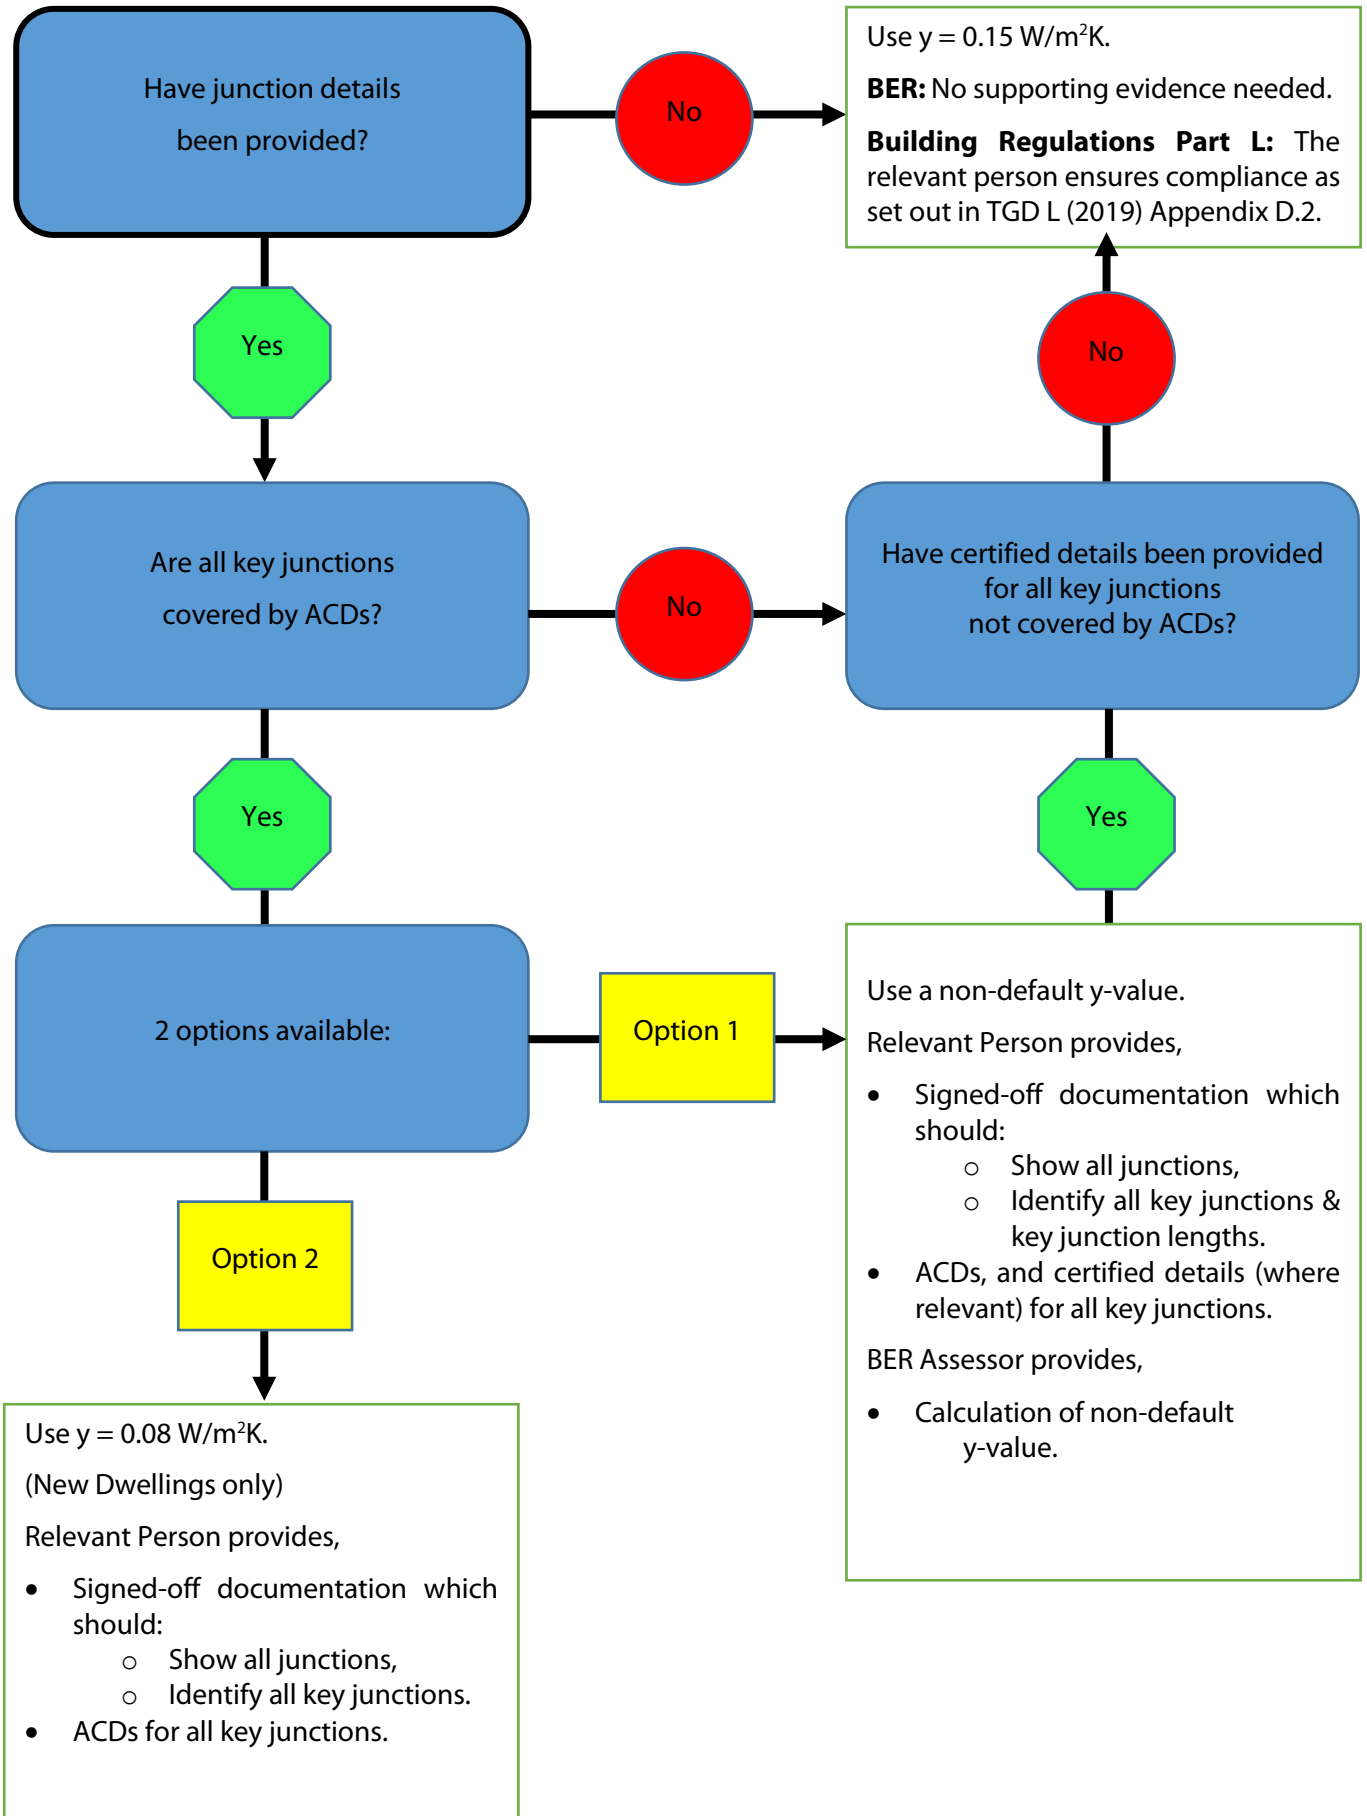 Have junction details
been provided?
No
Use y = 0.15 W/m²K.
BER: No supporting evidence needed.
Building Regulations Part L: The
relevant person ensures compliance as
set out in TGD L (2019) Appendix D.2.
Yes
No
Are all key junctions
covered by ACDs?
No
Have certified details been provided
for all key junctions
not covered by ACDs?
Yes
Yes
2 options available:
Option 1
Use a non-default y-value.
Relevant Person provides,
• Signed-off documentation which
should:
o Show all junctions,
o Identify all key junctions &
key junction lengths.
• ACDs, and certified details (where
relevant) for all key junctions.
BER Assessor provides,
• Calculation of non-default
y-value.
Option 2
Use y = 0.08 W/m²K.
(New Dwellings only)
Relevant Person provides,
• Signed-off documentation which
should:
o Show all junctions,
o Identify all key junctions.
• ACDs for all key junctions.